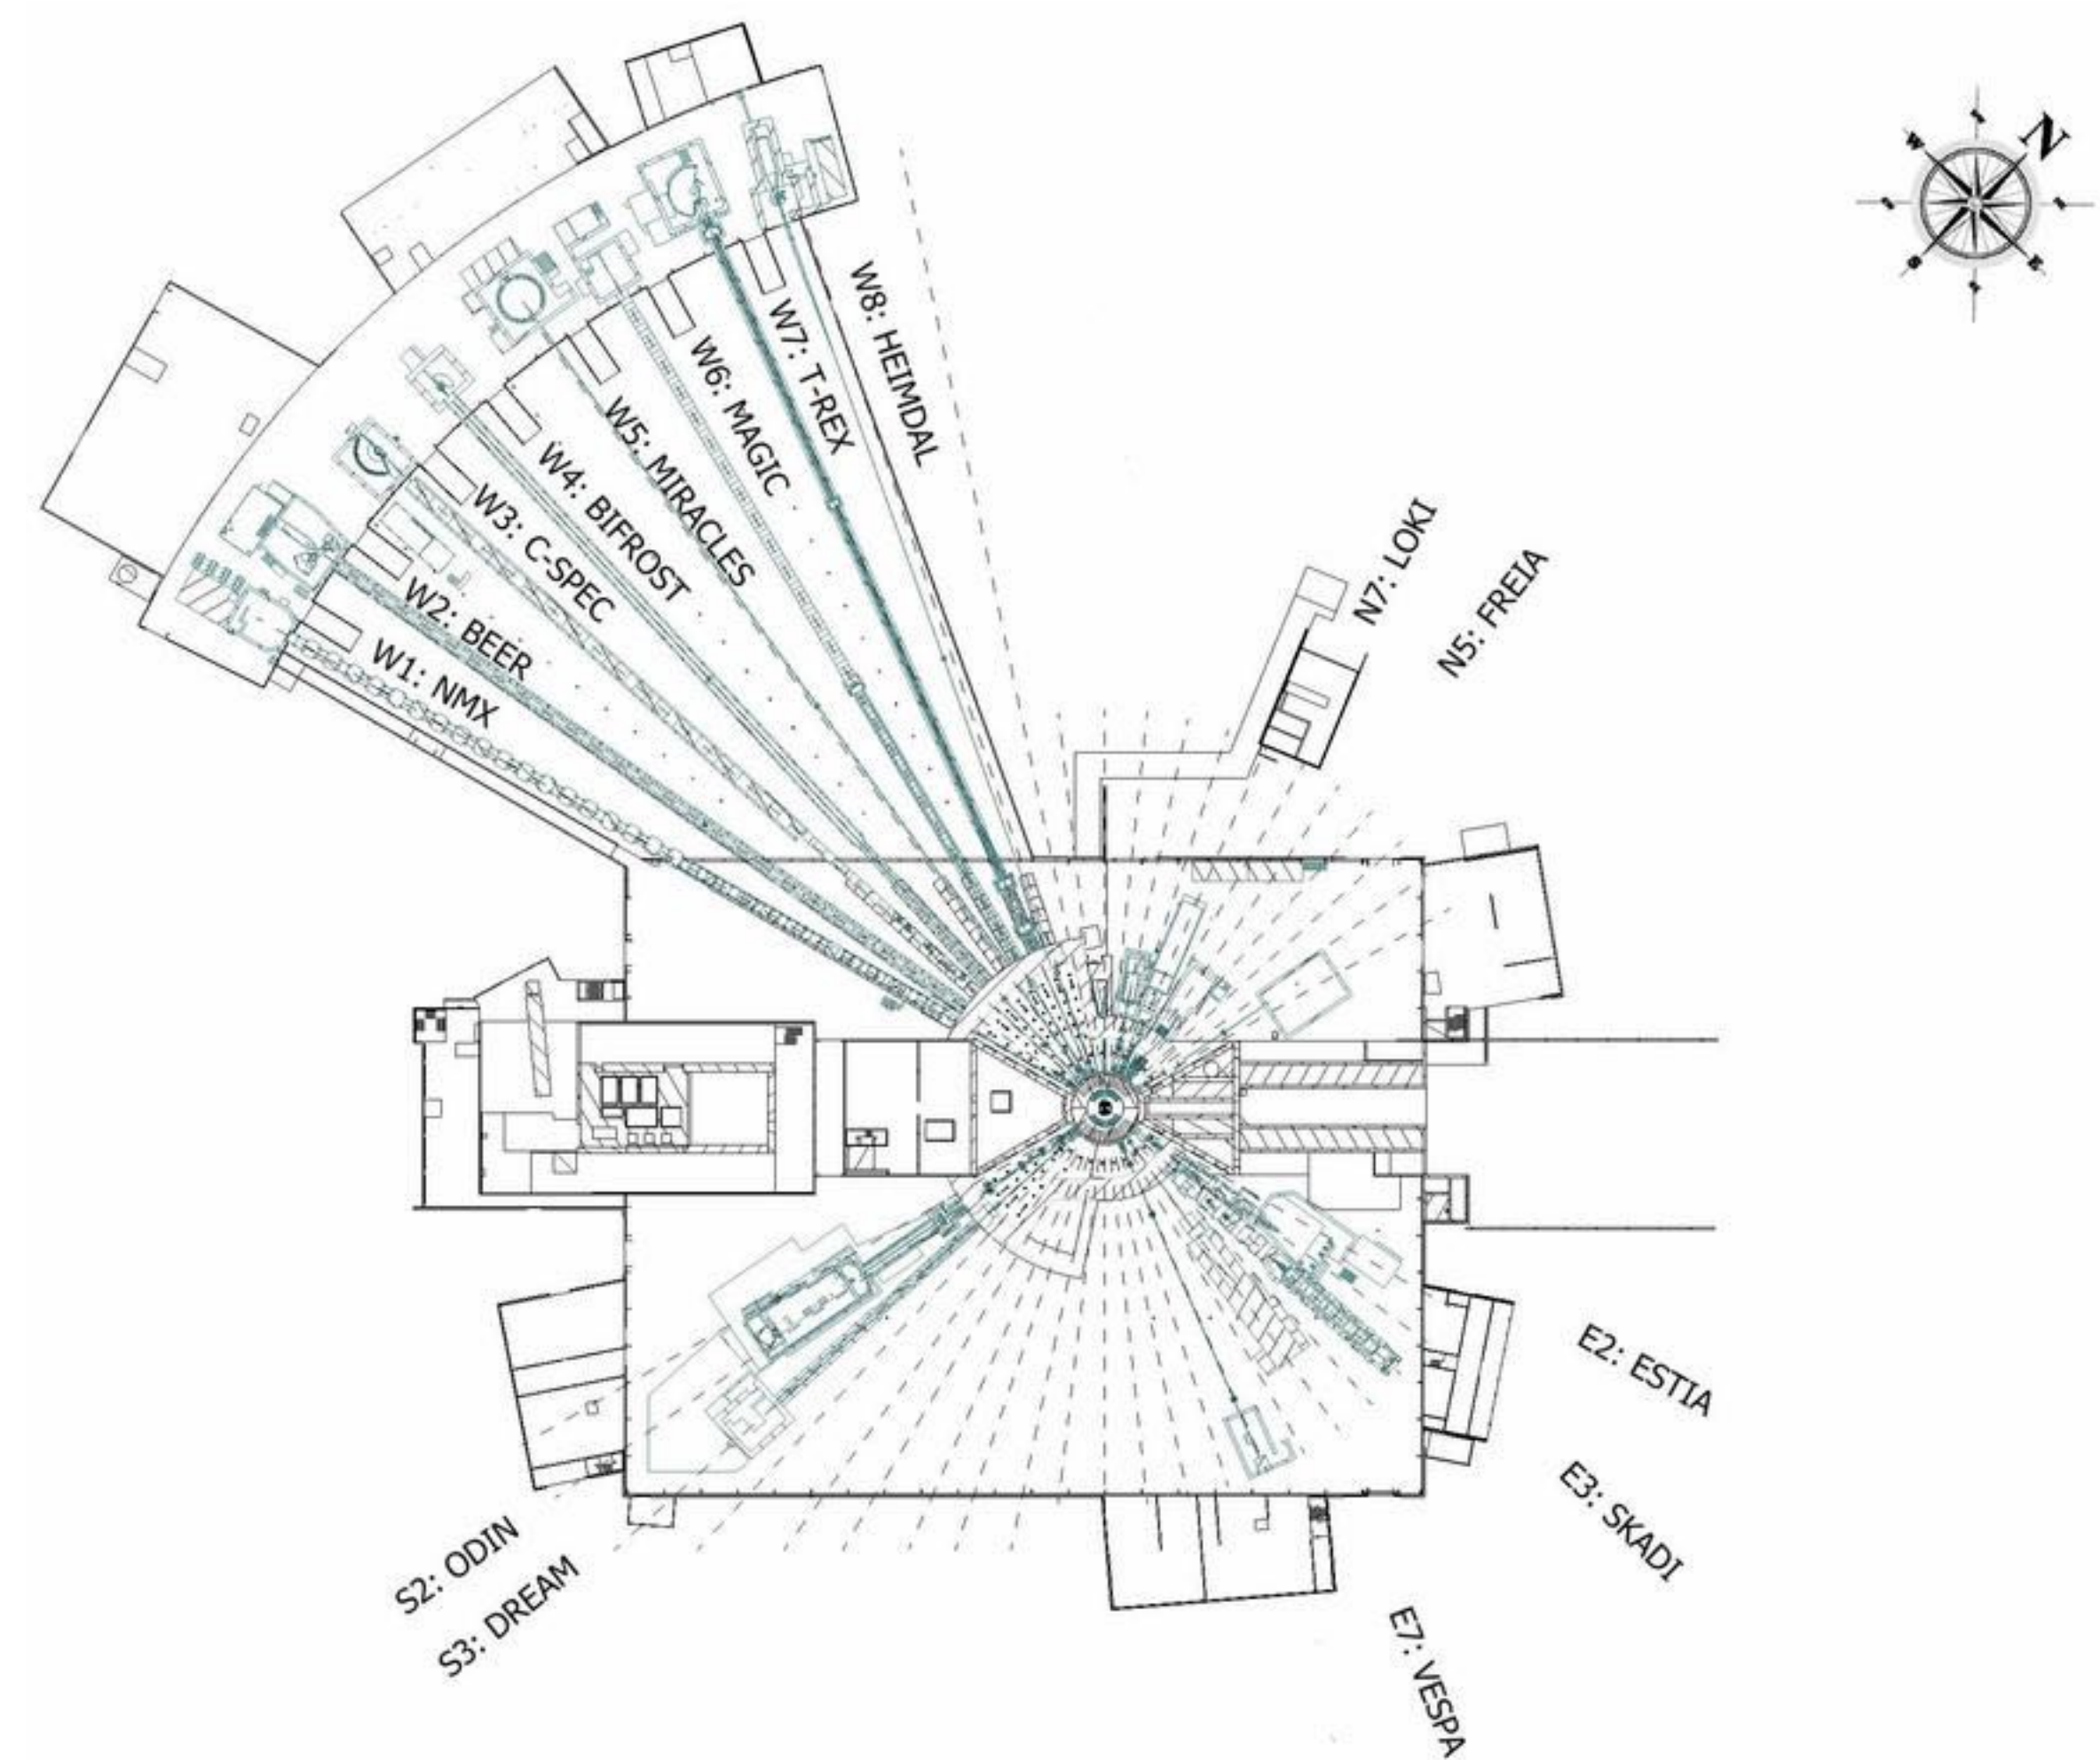 N
W
E
S
W8: HEIMDAL
W7: T-REX
W6: MAGIC
W5: MIRACLES
W4: BIFROST
W3: C-SPEC
W2: BEER
W1: NMX
N7: LOKI
N5: FREIA
E2: ESTIA
E3: SKADI
E7: VESPA
S2: ODIN
S3: DREAM